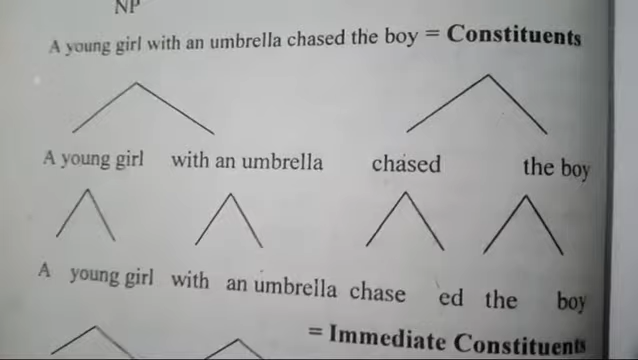 NP
A young girl with an umbrella chased the boy = Constituents
A young girl with an umbrella chased the boy
A young girl with an umbrella chase ed the boy
= Immediate Constituents